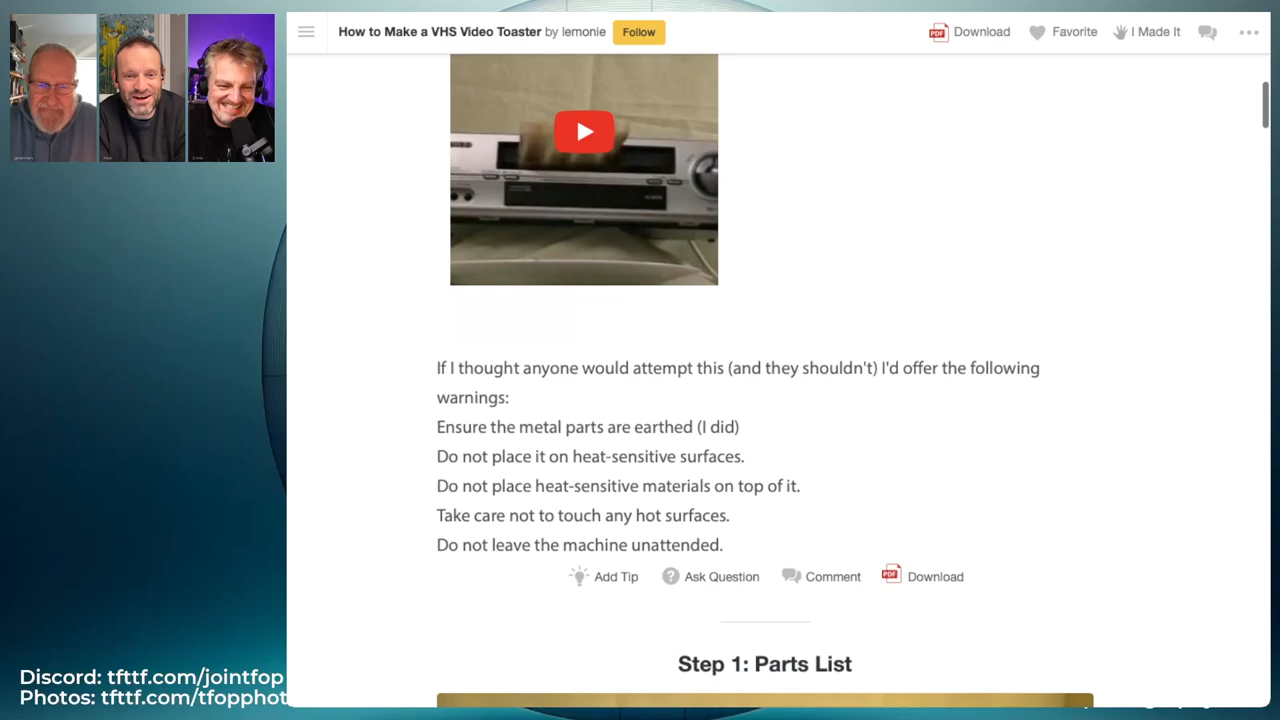 How to Make a VHS Video Toaster by lemonie Follow
PDF Download Favorite I Made It
If I thought anyone would attempt this (and they shouldn't) I'd offer the following
warnings:
Ensure the metal parts are earthed (I did)
Do not place it on heat-sensitive surfaces.
Do not place heat-sensitive materials on top of it.
Take care not to touch any hot surfaces.
Do not leave the machine unattended.
Add Tip Ask Question Comment PDF Download
Step 1: Parts List
Discord: tfttf.com/jointfop
Photos: tfttf.com/tfopphot